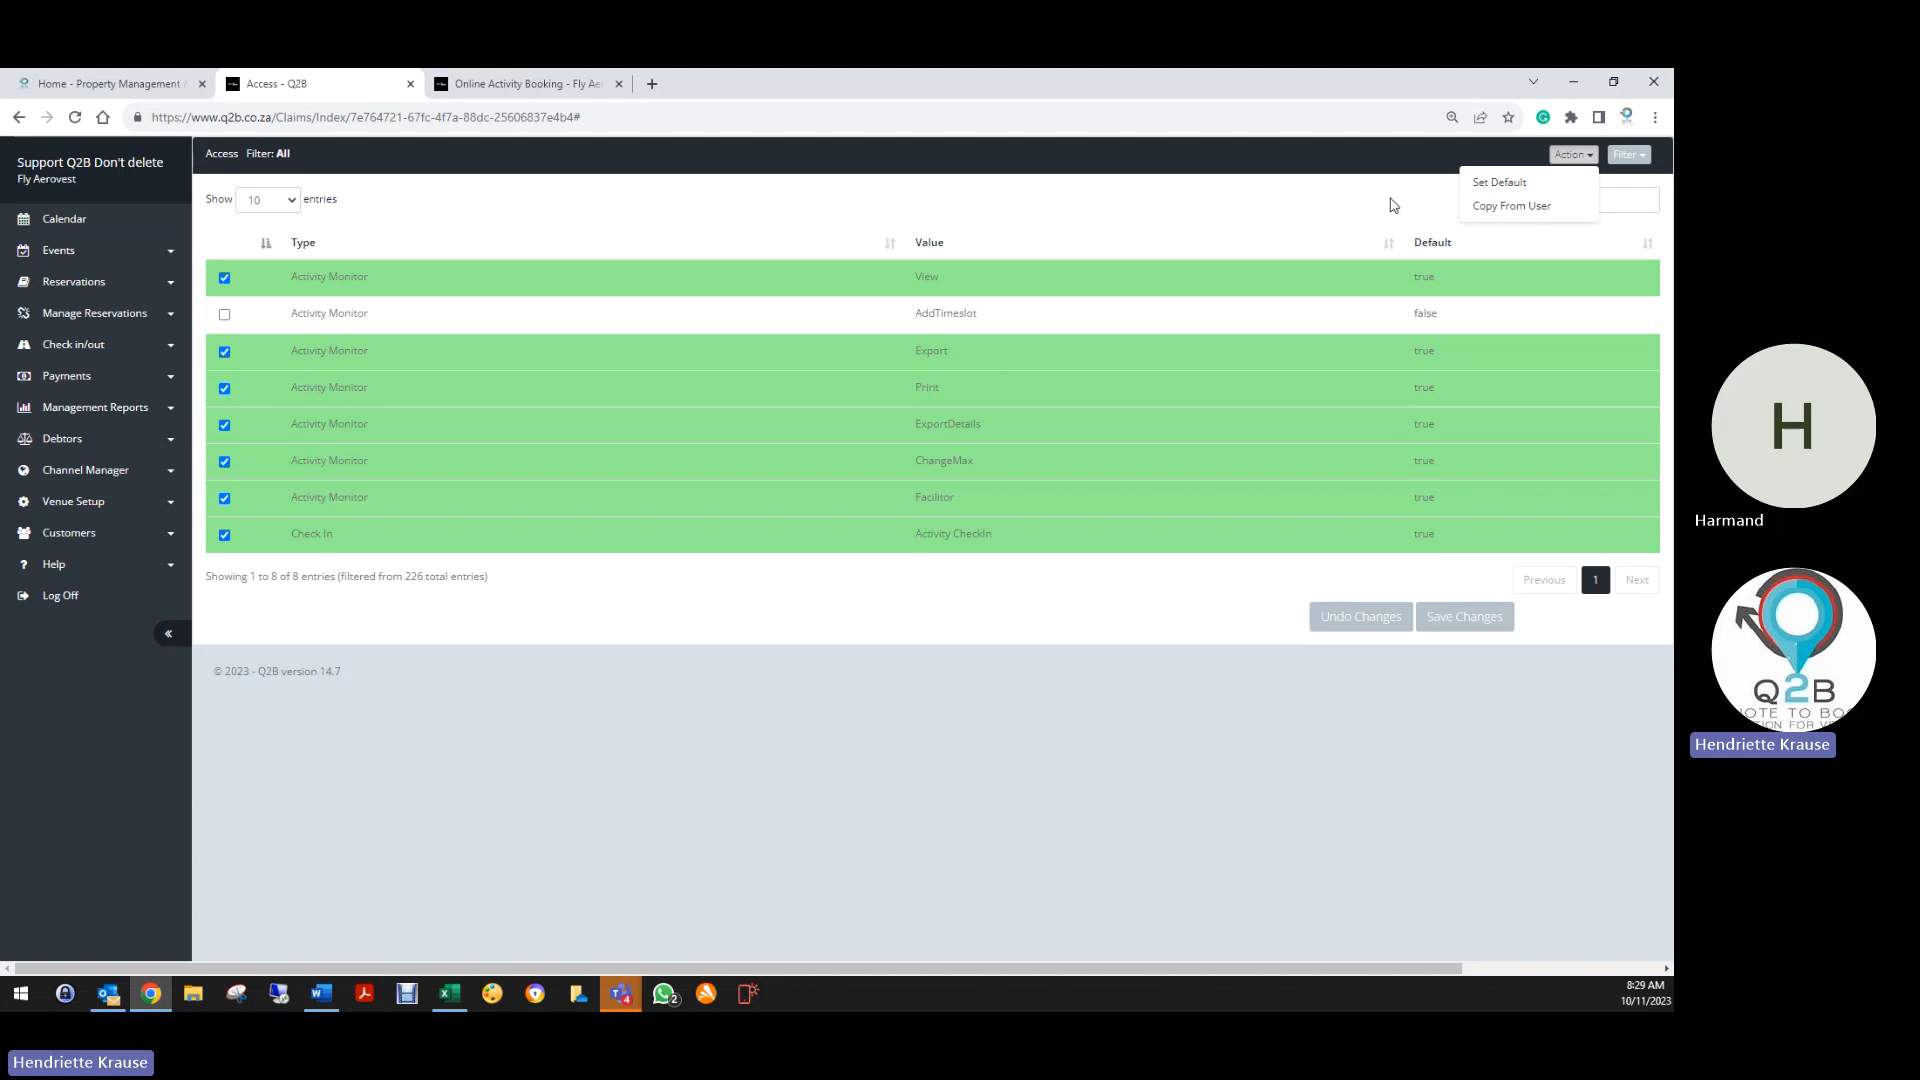 Home - Property Management
Access - Q2B
Online Activity Booking - Fly Ae
https://www.q2b.co.za/Claims/Index/7e764721-67fc-4f7a-88dc-25606837e4b4#
Support Q2B Don't delete
Fly Aerovest
Calendar
Events
Reservations
Manage Reservations
Check in/out
Payments
Management Reports
Debtors
Channel Manager
Venue Setup
Customers
Help
Log Off
Access Filter: All
Action
Filter
Set Default
Copy From User
Show 10 entries
Type Value Default
Activity Monitor View true
Activity Monitor AddTimeslot false
Activity Monitor Export true
Activity Monitor Print true
Activity Monitor ExportDetails true
Activity Monitor ChangeMax true
Activity Monitor Facilitor true
Check In Activity CheckIn true
Showing 1 to 8 of 8 entries (filtered from 226 total entries)
Previous 1 Next
Undo Changes Save Changes
© 2023 - Q2B version 14.7
8:29 AM
10/11/2023
H
Harmand
Q2B
Hendriette Krause
Hendriette Krause